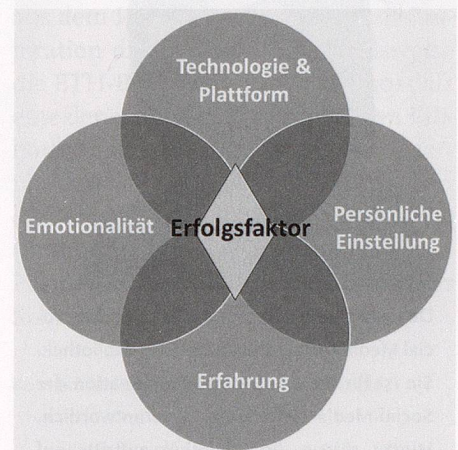 Technologie &
Plattform
Emotionalität
Erfolgsfaktor
Persönliche
Einstellung
Erfahrung